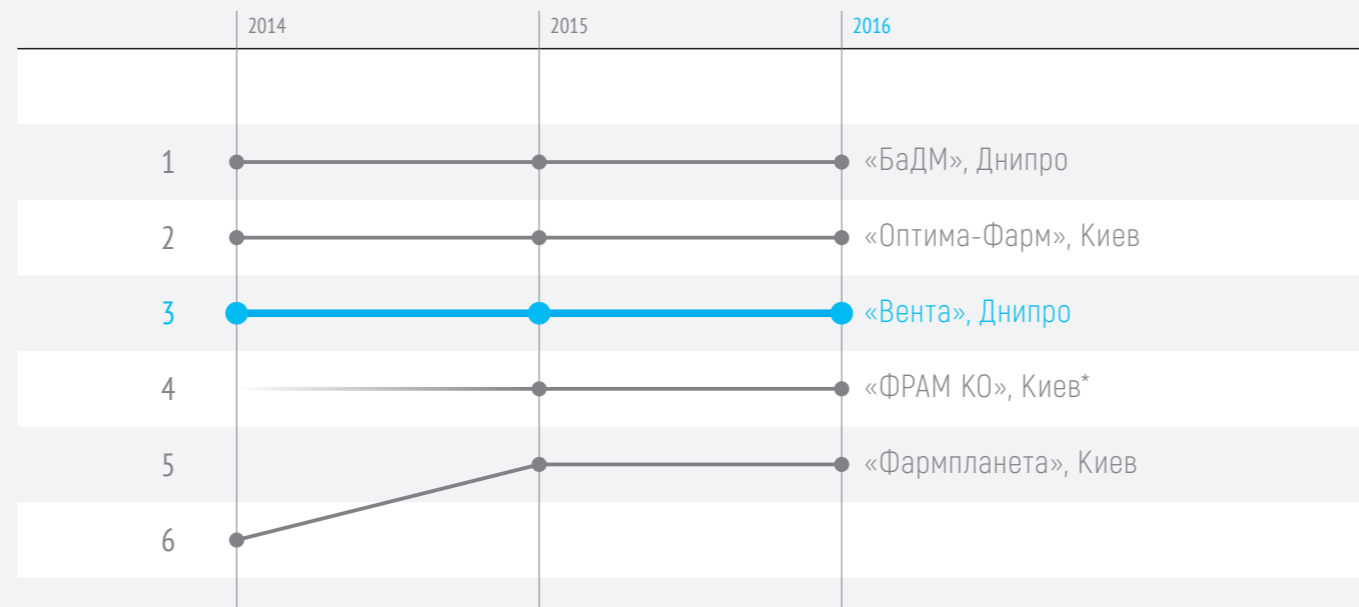 2014 2015 2016
1 «БаДМ», Днипро
2 «Оптима-Фарм», Киев
3 «Вента», Днипро
4 «ФРАМ КО», Киев*
5 «Фармпланета», Киев
6